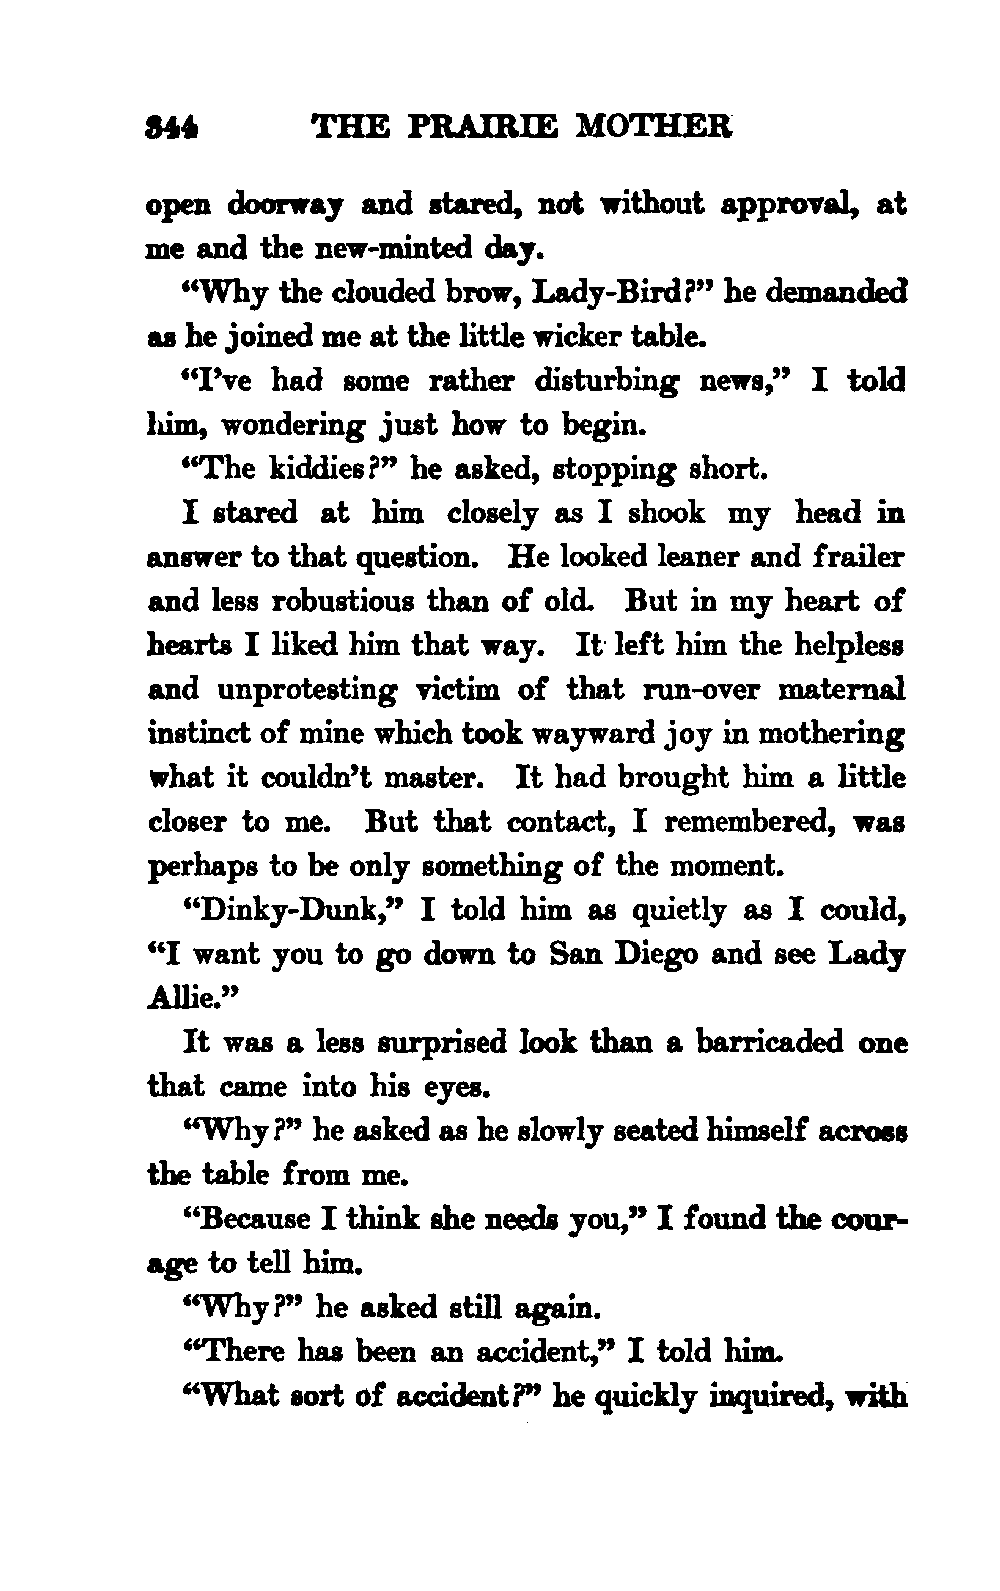 344 THE PRAIRIE MOTHER
open doorway and stared, not without approval, at
me and the new-minted day.
“Why the clouded brow, Lady-Bird?” he demanded
as he joined me at the little wicker table.
“I’ve had some rather disturbing news,” I told
him, wondering just how to begin.
“The kiddies?” he asked, stopping short.
I stared at him closely as I shook my head in
answer to that question. He looked leaner and frailer
and less robustious than of old. But in my heart of
hearts I liked him that way. It left him the helpless
and unprotesting victim of that run-over maternal
instinct of mine which took wayward joy in mothering
what it couldn’t master. It had brought him a little
closer to me. But that contact, I remembered, was
perhaps to be only something of the moment.
“Dinky-Dunk,” I told him as quietly as I could,
“I want you to go down to San Diego and see Lady
Allie.”
It was a less surprised look than a barricaded one
that came into his eyes.
“Why?” he asked as he slowly seated himself across
the table from me.
“Because I think she needs you,” I found the cour-
age to tell him.
“Why?” he asked still again.
“There has been an accident,” I told him.
“What sort of accident?” he quickly inquired, with